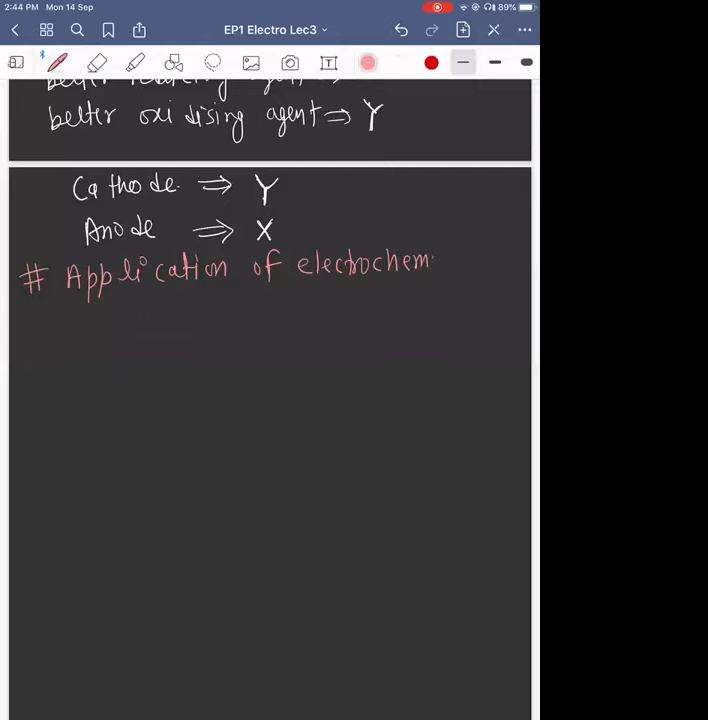 2:44 PM Mon 14 Sep
89%
EP1 Electro Lec3
T
better oxidising agent ⇒ Y
Cathode ⇒ Y
Anode ⇒ X
# Application of electrochem